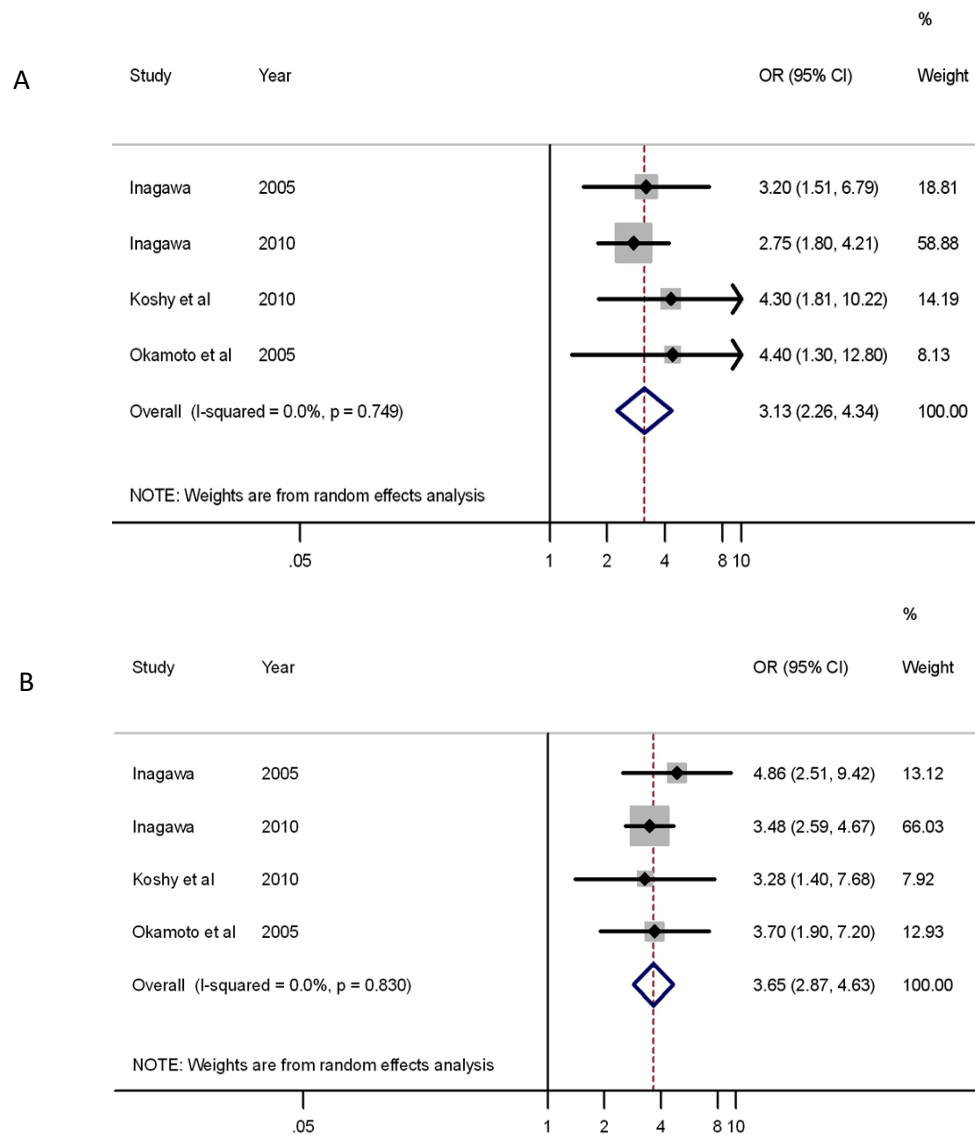 %
A Study Year OR (95% CI) Weight
Inagawa 2005 3.20 (1.51, 6.79) 18.81
Inagawa 2010 2.75 (1.80, 4.21) 58.88
Koshy et al 2010 4.30 (1.81, 10.22) 14.19
Okamoto et al 2005 4.40 (1.30, 12.80) 8.13
Overall (I-squared = 0.0%, p = 0.749) 3.13 (2.26, 4.34) 100.00
NOTE: Weights are from random effects analysis
.05 1 2 4 8 10
%
B Study Year OR (95% CI) Weight
Inagawa 2005 4.86 (2.51, 9.42) 13.12
Inagawa 2010 3.48 (2.59, 4.67) 66.03
Koshy et al 2010 3.28 (1.40, 7.68) 7.92
Okamoto et al 2005 3.70 (1.90, 7.20) 12.93
Overall (I-squared = 0.0%, p = 0.830) 3.65 (2.87, 4.63) 100.00
NOTE: Weights are from random effects analysis
.05 1 2 4 8 10